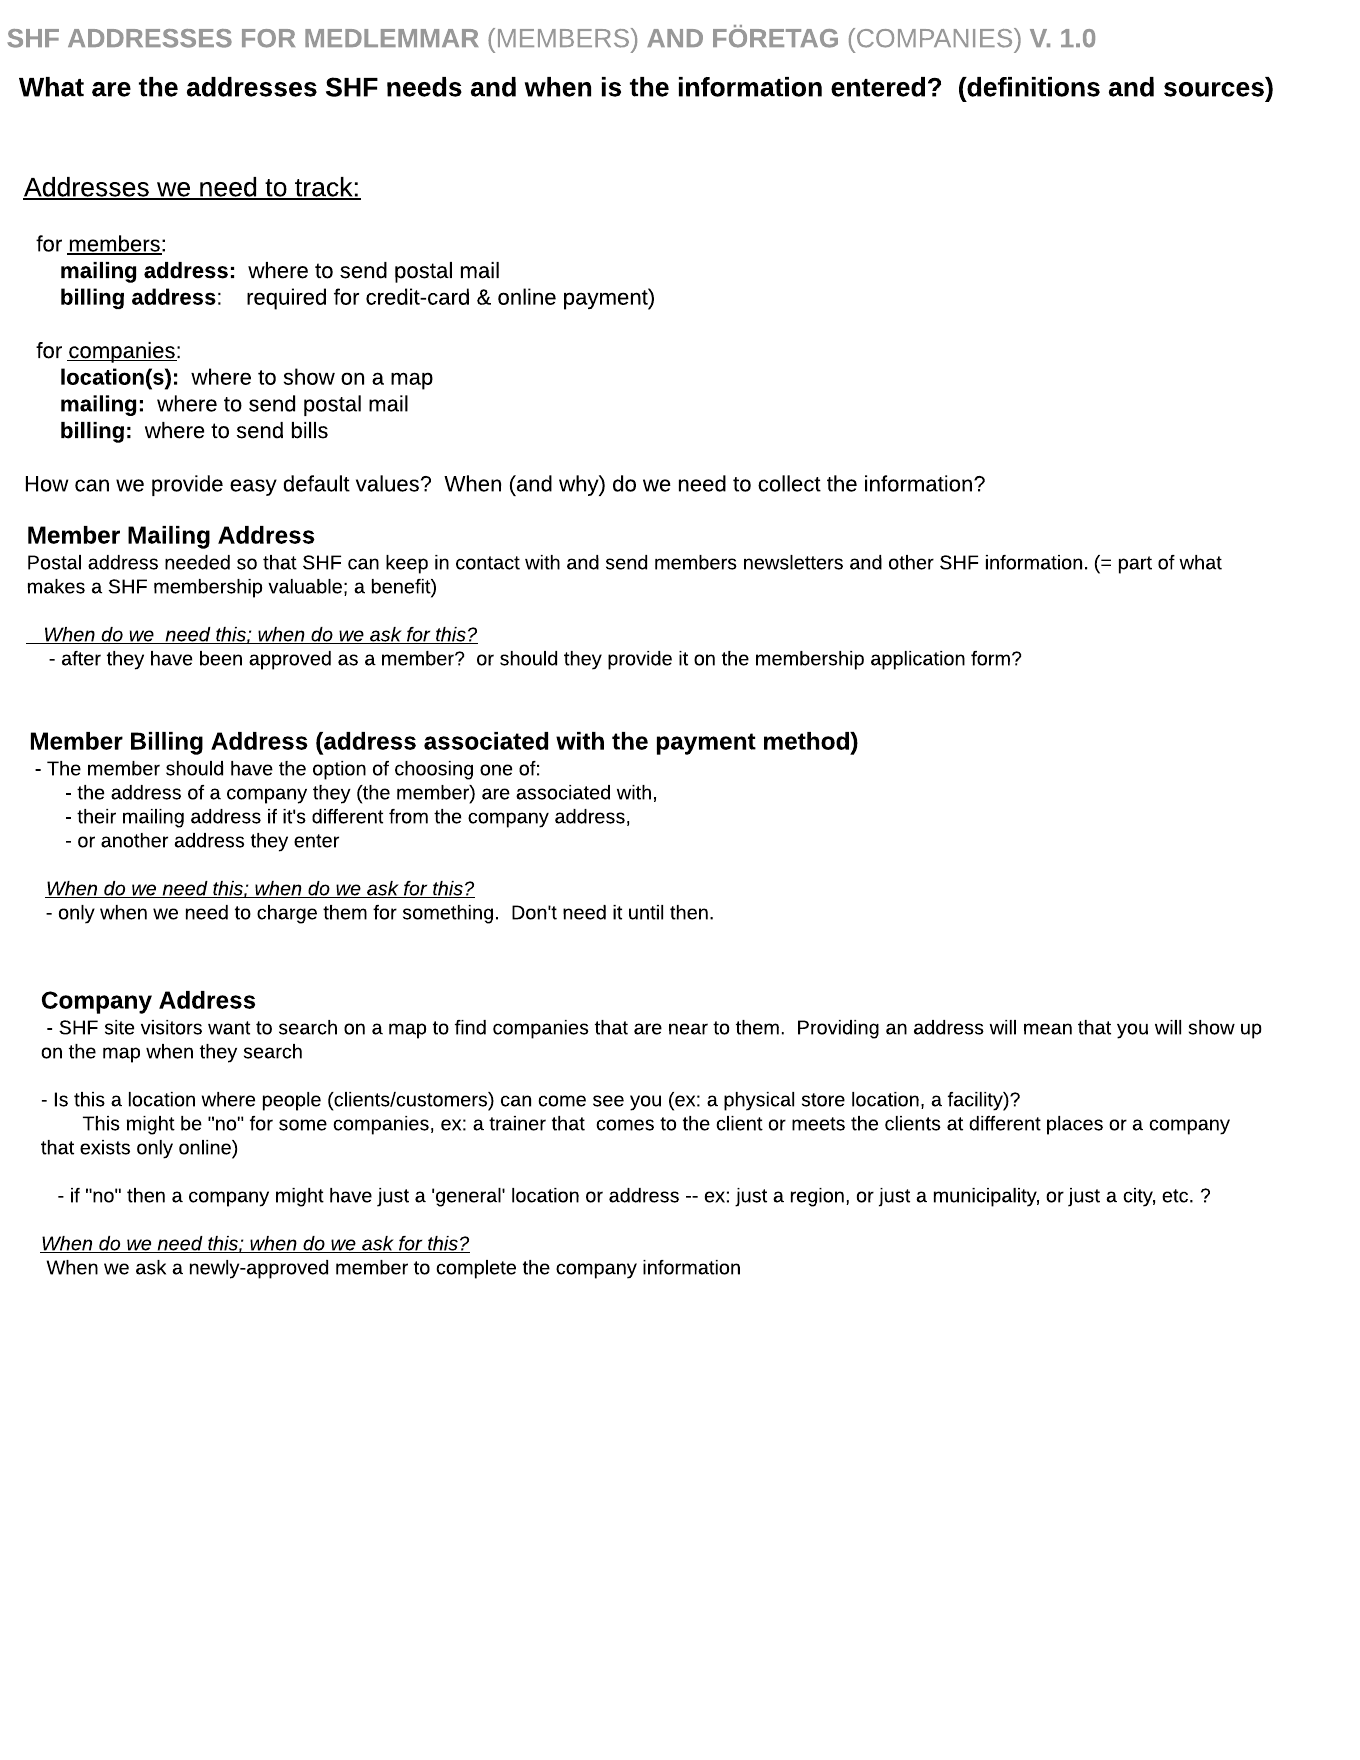 SHF ADDRESSES FOR MEDLEMMAR (MEMBERS) AND FÖRETAG (COMPANIES) V. 1.0
What are the addresses SHF needs and when is the information entered?  (definitions and sources)
Addresses we need to track:
for members:
mailing address:  where to send postal mail
billing address:    required for credit-card & online payment)
for companies:
location(s):  where to show on a map
mailing:  where to send postal mail
billing:  where to send bills
How can we provide easy default values?  When (and why) do we need to collect the information?
Member Mailing Address
Postal address needed so that SHF can keep in contact with and send members newsletters and other SHF information. (= part of what
makes a SHF membership valuable; a benefit)
When do we  need this; when do we ask for this?
- after they have been approved as a member?  or should they provide it on the membership application form?
Member Billing Address (address associated with the payment method)
- The member should have the option of choosing one of:
- the address of a company they (the member) are associated with,
- their mailing address if it's different from the company address,
- or another address they enter
When do we need this; when do we ask for this?
- only when we need to charge them for something.  Don't need it until then.
Company Address
- SHF site visitors want to search on a map to find companies that are near to them.  Providing an address will mean that you will show up
on the map when they search
- Is this a location where people (clients/customers) can come see you (ex: a physical store location, a facility)?
This might be "no" for some companies, ex: a trainer that  comes to the client or meets the clients at different places or a company
that exists only online)
- if "no" then a company might have just a 'general' location or address -- ex: just a region, or just a municipality, or just a city, etc. ?
When do we need this; when do we ask for this?
When we ask a newly-approved member to complete the company information